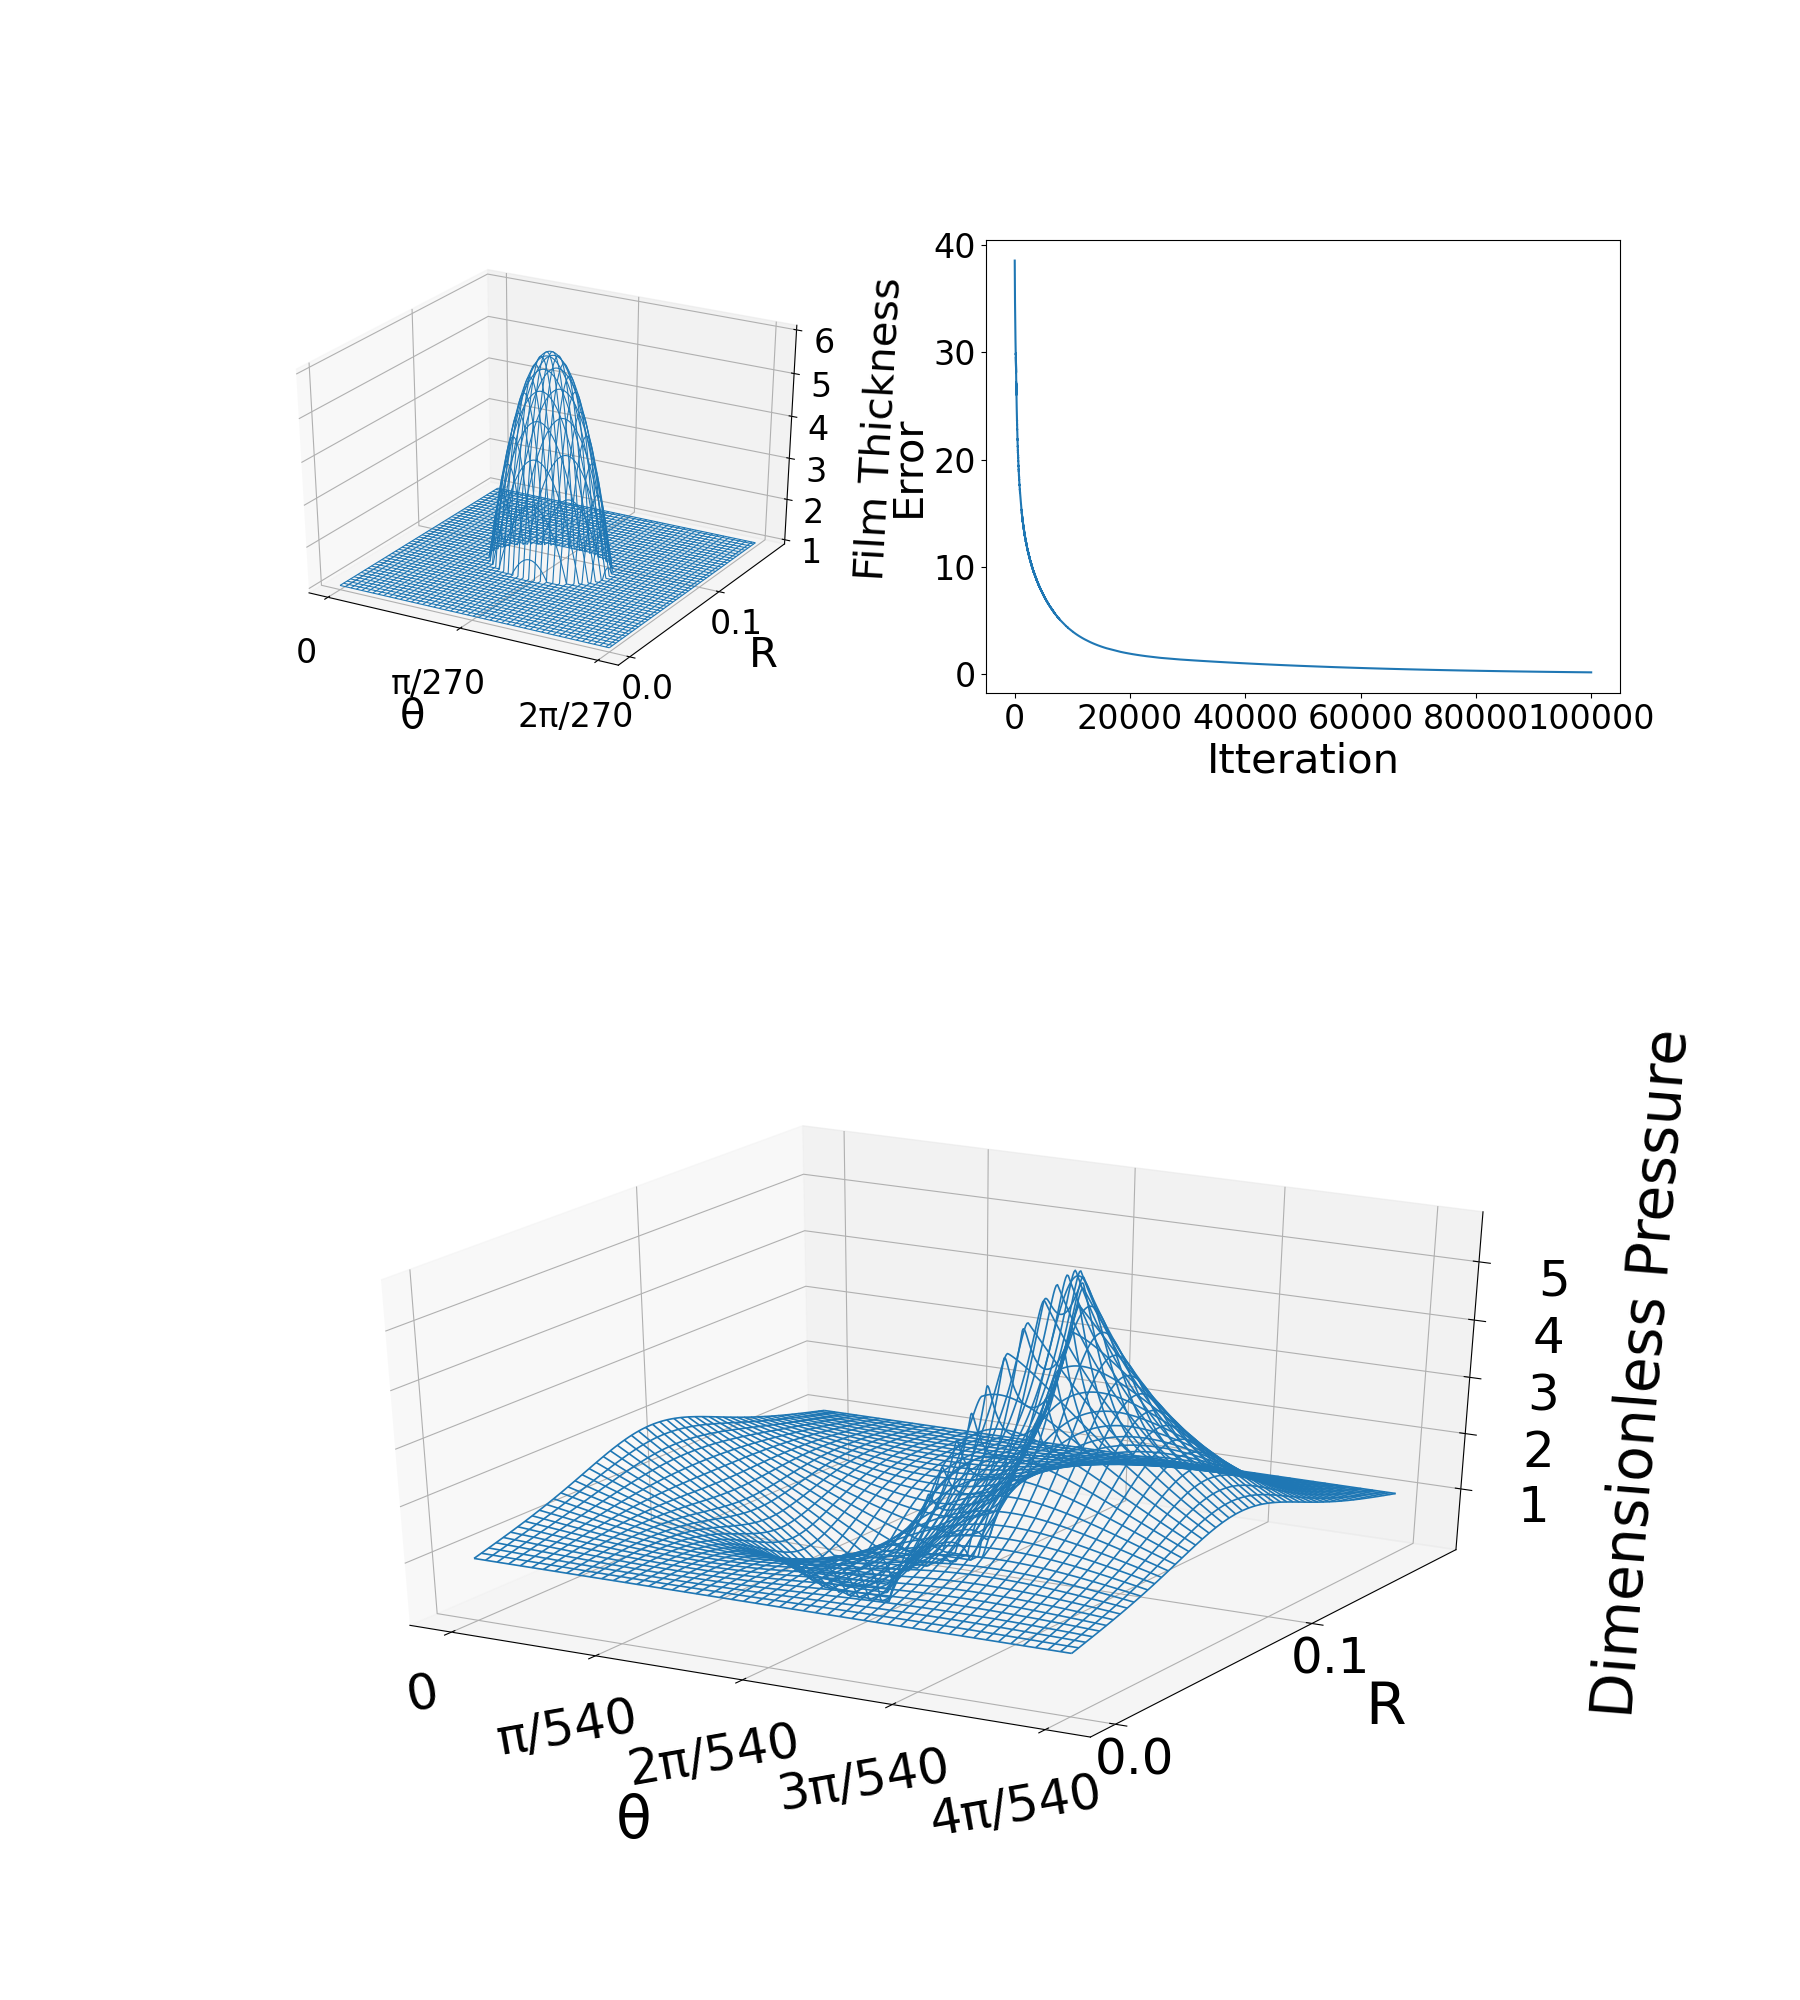 6
5
4
3
2
1
Film Thickness
0
π/270
2π/270
θ
0.0
0.1
R
40
30
20
10
0
Error
0
20000
40000
60000
80000
100000
Itteration
5
4
3
2
1
Dimensionless Pressure
0
π/540
2π/540
3π/540
4π/540
θ
0.0
0.1
R